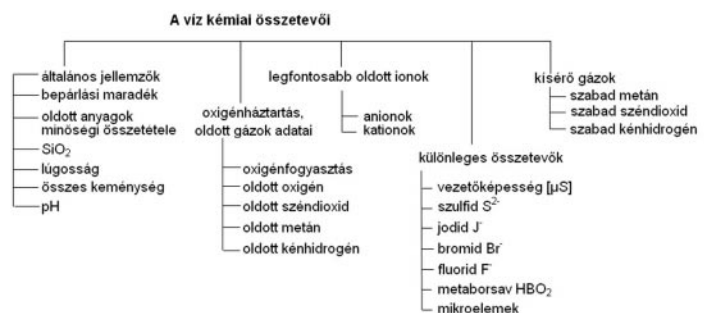 A víz kémiai összetevői
általános jellemzők
bepárlási maradék
oldott anyagok
minőségi összetétele
SiO₂
lúgosság
összes keménység
pH
oxigénháztartás,
oldott gázok adatai
oxigénfogyasztás
oldott oxigén
oldott széndioxid
oldott metán
oldott kénhidrogén
legfontosabb oldott ionok
anionok
kationok
különleges összetevők
vezetőképesség [µS]
szulfid S²⁻
jodid J⁻
bromid Br⁻
fluorid F⁻
metaborsav HBO₂
mikroelemek
kísérő gázok
szabad metán
szabad széndioxid
szabad kénhidrogén